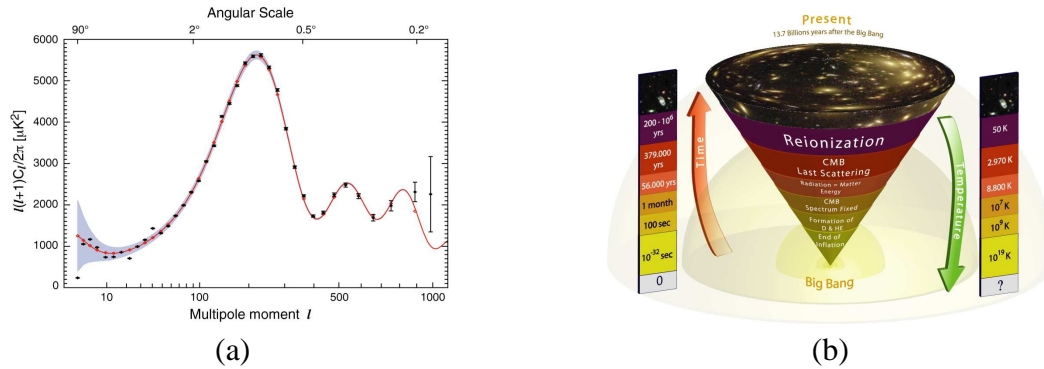 Angular Scale
90° 2° 0.5° 0.2°
6000
5000
4000
3000
2000
1000
0
l(l+1)Cl/2π [μK²]
10 100 500 1000
Multipole moment l
(a)
Present
13.7 Billions years after the Big Bang
200 · 10⁶
yrs
379.000
yrs
56.000 yrs
1 month
100 sec
10⁻³² sec
0
Time
Reionization
CMB
Last Scattering
Radiation = Matter
Energy
CMB
Spectrum Fixed
Formation of
D & HE
End of
Inflation
Big Bang
Temperature
50 K
2.970 K
8.800 K
10⁷ K
10⁹ K
10¹⁹ K
?
(b)